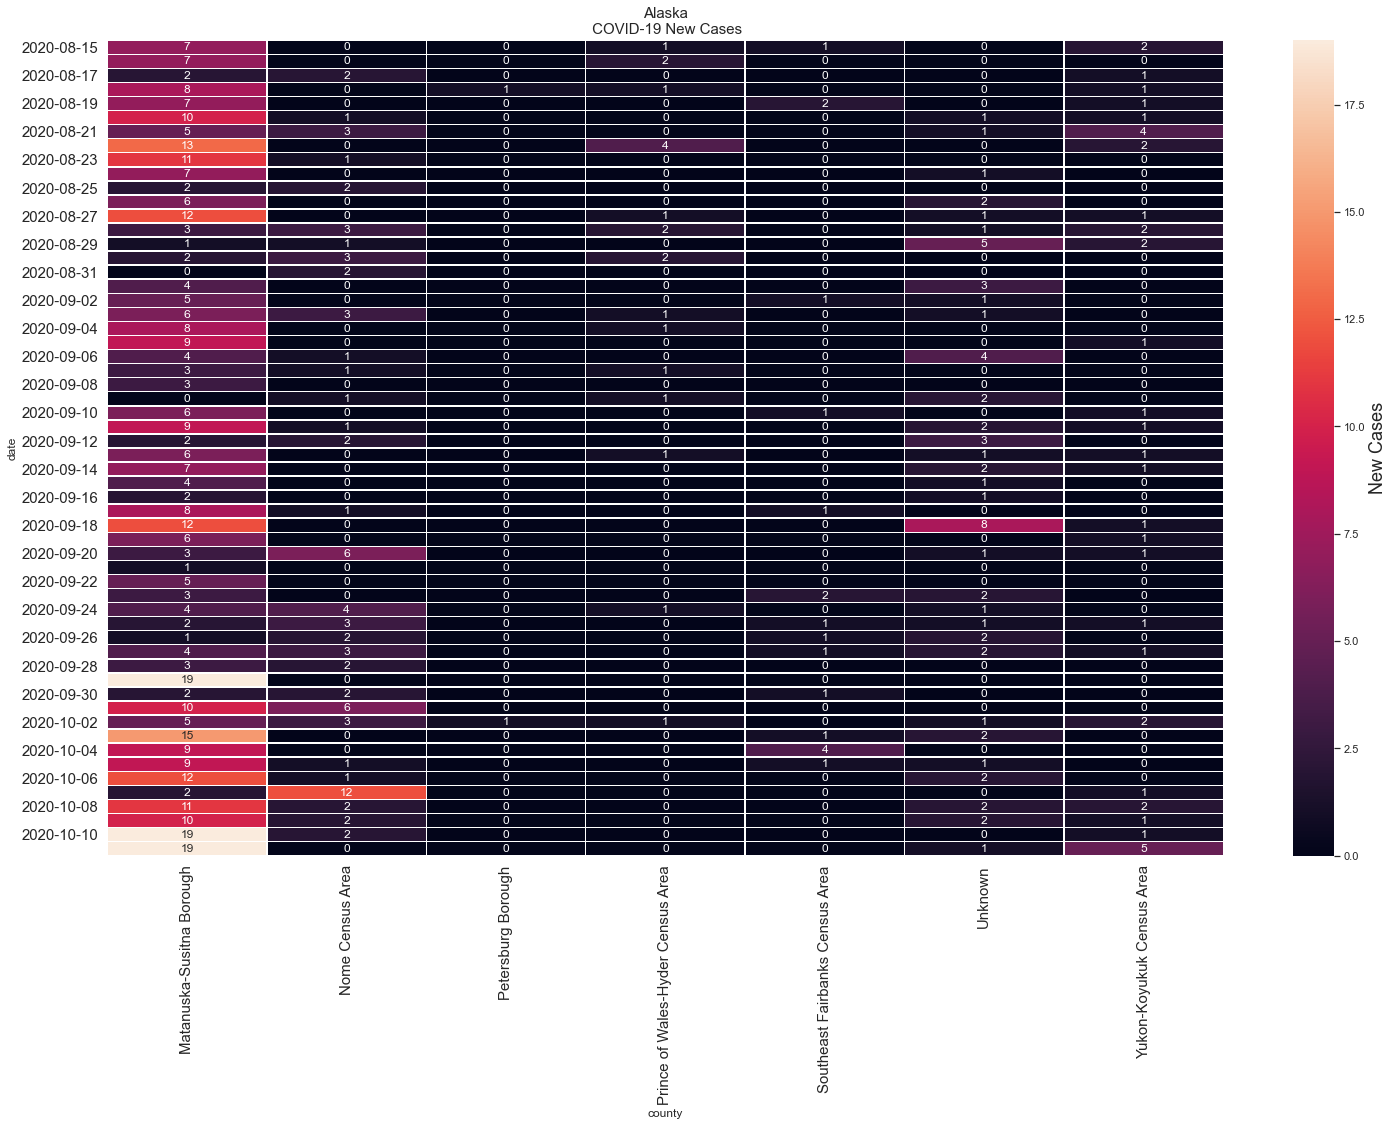 Alaska
COVID-19 New Cases
2020-08-15 7 0 0 1 1 0 2
7 0 0 2 0 0 0
2020-08-17 2 2 0 0 0 0 1
8 0 1 1 0 0 1
2020-08-19 7 0 0 0 2 0 1
10 1 0 0 0 1 1
2020-08-21 5 3 0 0 0 1 4
13 0 0 4 0 0 2
2020-08-23 11 1 0 0 0 0 0
7 0 0 0 0 1 0
2020-08-25 2 2 0 0 0 0 0
6 0 0 0 0 2 0
2020-08-27 12 0 0 1 0 1 1
3 3 0 2 0 1 2
2020-08-29 1 1 0 0 0 5 2
2 3 0 2 0 0 0
2020-08-31 0 2 0 0 0 0 0
4 0 0 0 0 3 0
2020-09-02 5 0 0 0 1 1 0
6 3 0 1 0 1 0
2020-09-04 8 0 0 1 0 0 0
9 0 0 0 0 0 1
2020-09-06 4 1 0 0 0 4 0
3 1 0 1 0 0 0
2020-09-08 3 0 0 0 0 0 0
0 1 0 1 0 2 0
2020-09-10 6 0 0 0 1 0 1
9 1 0 0 0 2 1
2020-09-12 2 2 0 0 0 3 0
6 0 0 1 0 1 1
2020-09-14 7 0 0 0 0 2 1
4 0 0 0 0 1 0
2020-09-16 2 0 0 0 0 1 0
8 1 0 0 1 0 0
2020-09-18 12 0 0 0 0 8 1
6 0 0 0 0 0 1
2020-09-20 3 6 0 0 0 1 1
1 0 0 0 0 0 0
2020-09-22 5 0 0 0 0 0 0
3 0 0 0 2 2 0
2020-09-24 4 4 0 1 0 1 0
2 3 0 0 1 1 1
2020-09-26 1 2 0 0 1 2 0
4 3 0 0 1 2 1
2020-09-28 3 2 0 0 0 0 0
19 0 0 0 0 0 0
2020-09-30 2 2 0 0 1 0 0
10 6 0 0 0 0 0
2020-10-02 5 3 1 1 0 1 2
15 0 0 0 1 2 0
2020-10-04 9 0 0 0 4 0 0
9 1 0 0 1 1 0
2020-10-06 12 1 0 0 0 2 0
2 12 0 0 0 0 1
2020-10-08 11 2 0 0 0 2 2
10 2 0 0 0 2 1
2020-10-10 19 2 0 0 0 0 1
19 0 0 0 0 1 5
date
Matanuska-Susitna Borough
Nome Census Area
Petersburg Borough
Prince of Wales-Hyder Census Area
Southeast Fairbanks Census Area
Unknown
Yukon-Koyukuk Census Area
county
17.5
15.0
12.5
10.0
7.5
5.0
2.5
0.0
New Cases